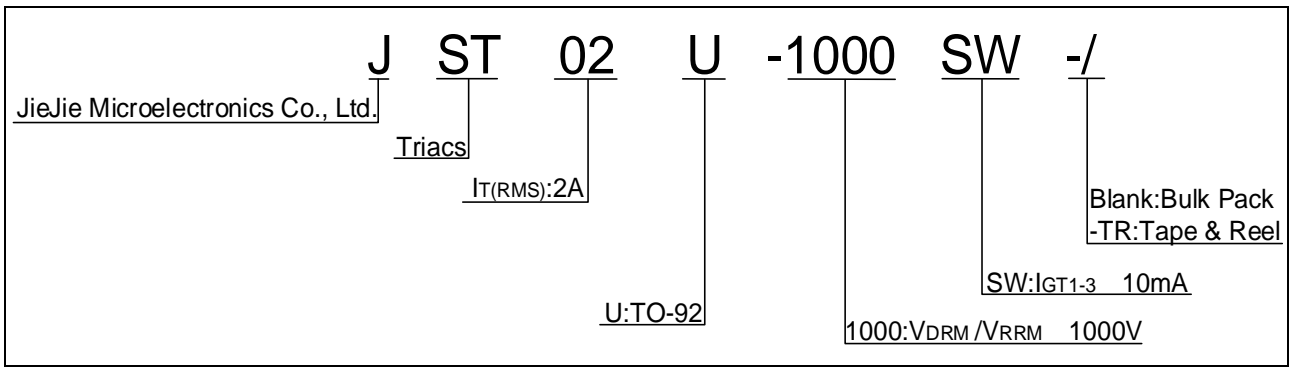 J ST 02 U -1000 SW -/
JieJie Microelectronics Co., Ltd.
Triacs
IT(RMS):2A
Blank:Bulk Pack
-TR:Tape & Reel
SW:IGT1-3 10mA
U:TO-92
1000:VDRM /VRRM 1000V